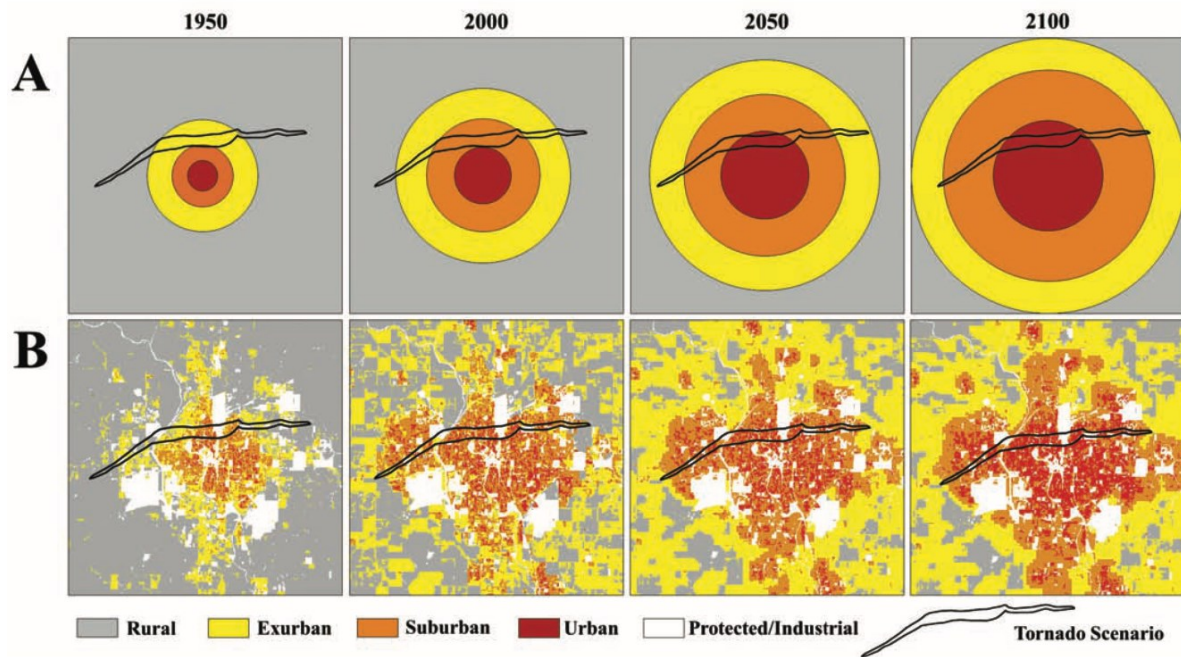 1950 2000 2050 2100
A
B
Rural Exurban Suburban Urban Protected/Industrial Tornado Scenario